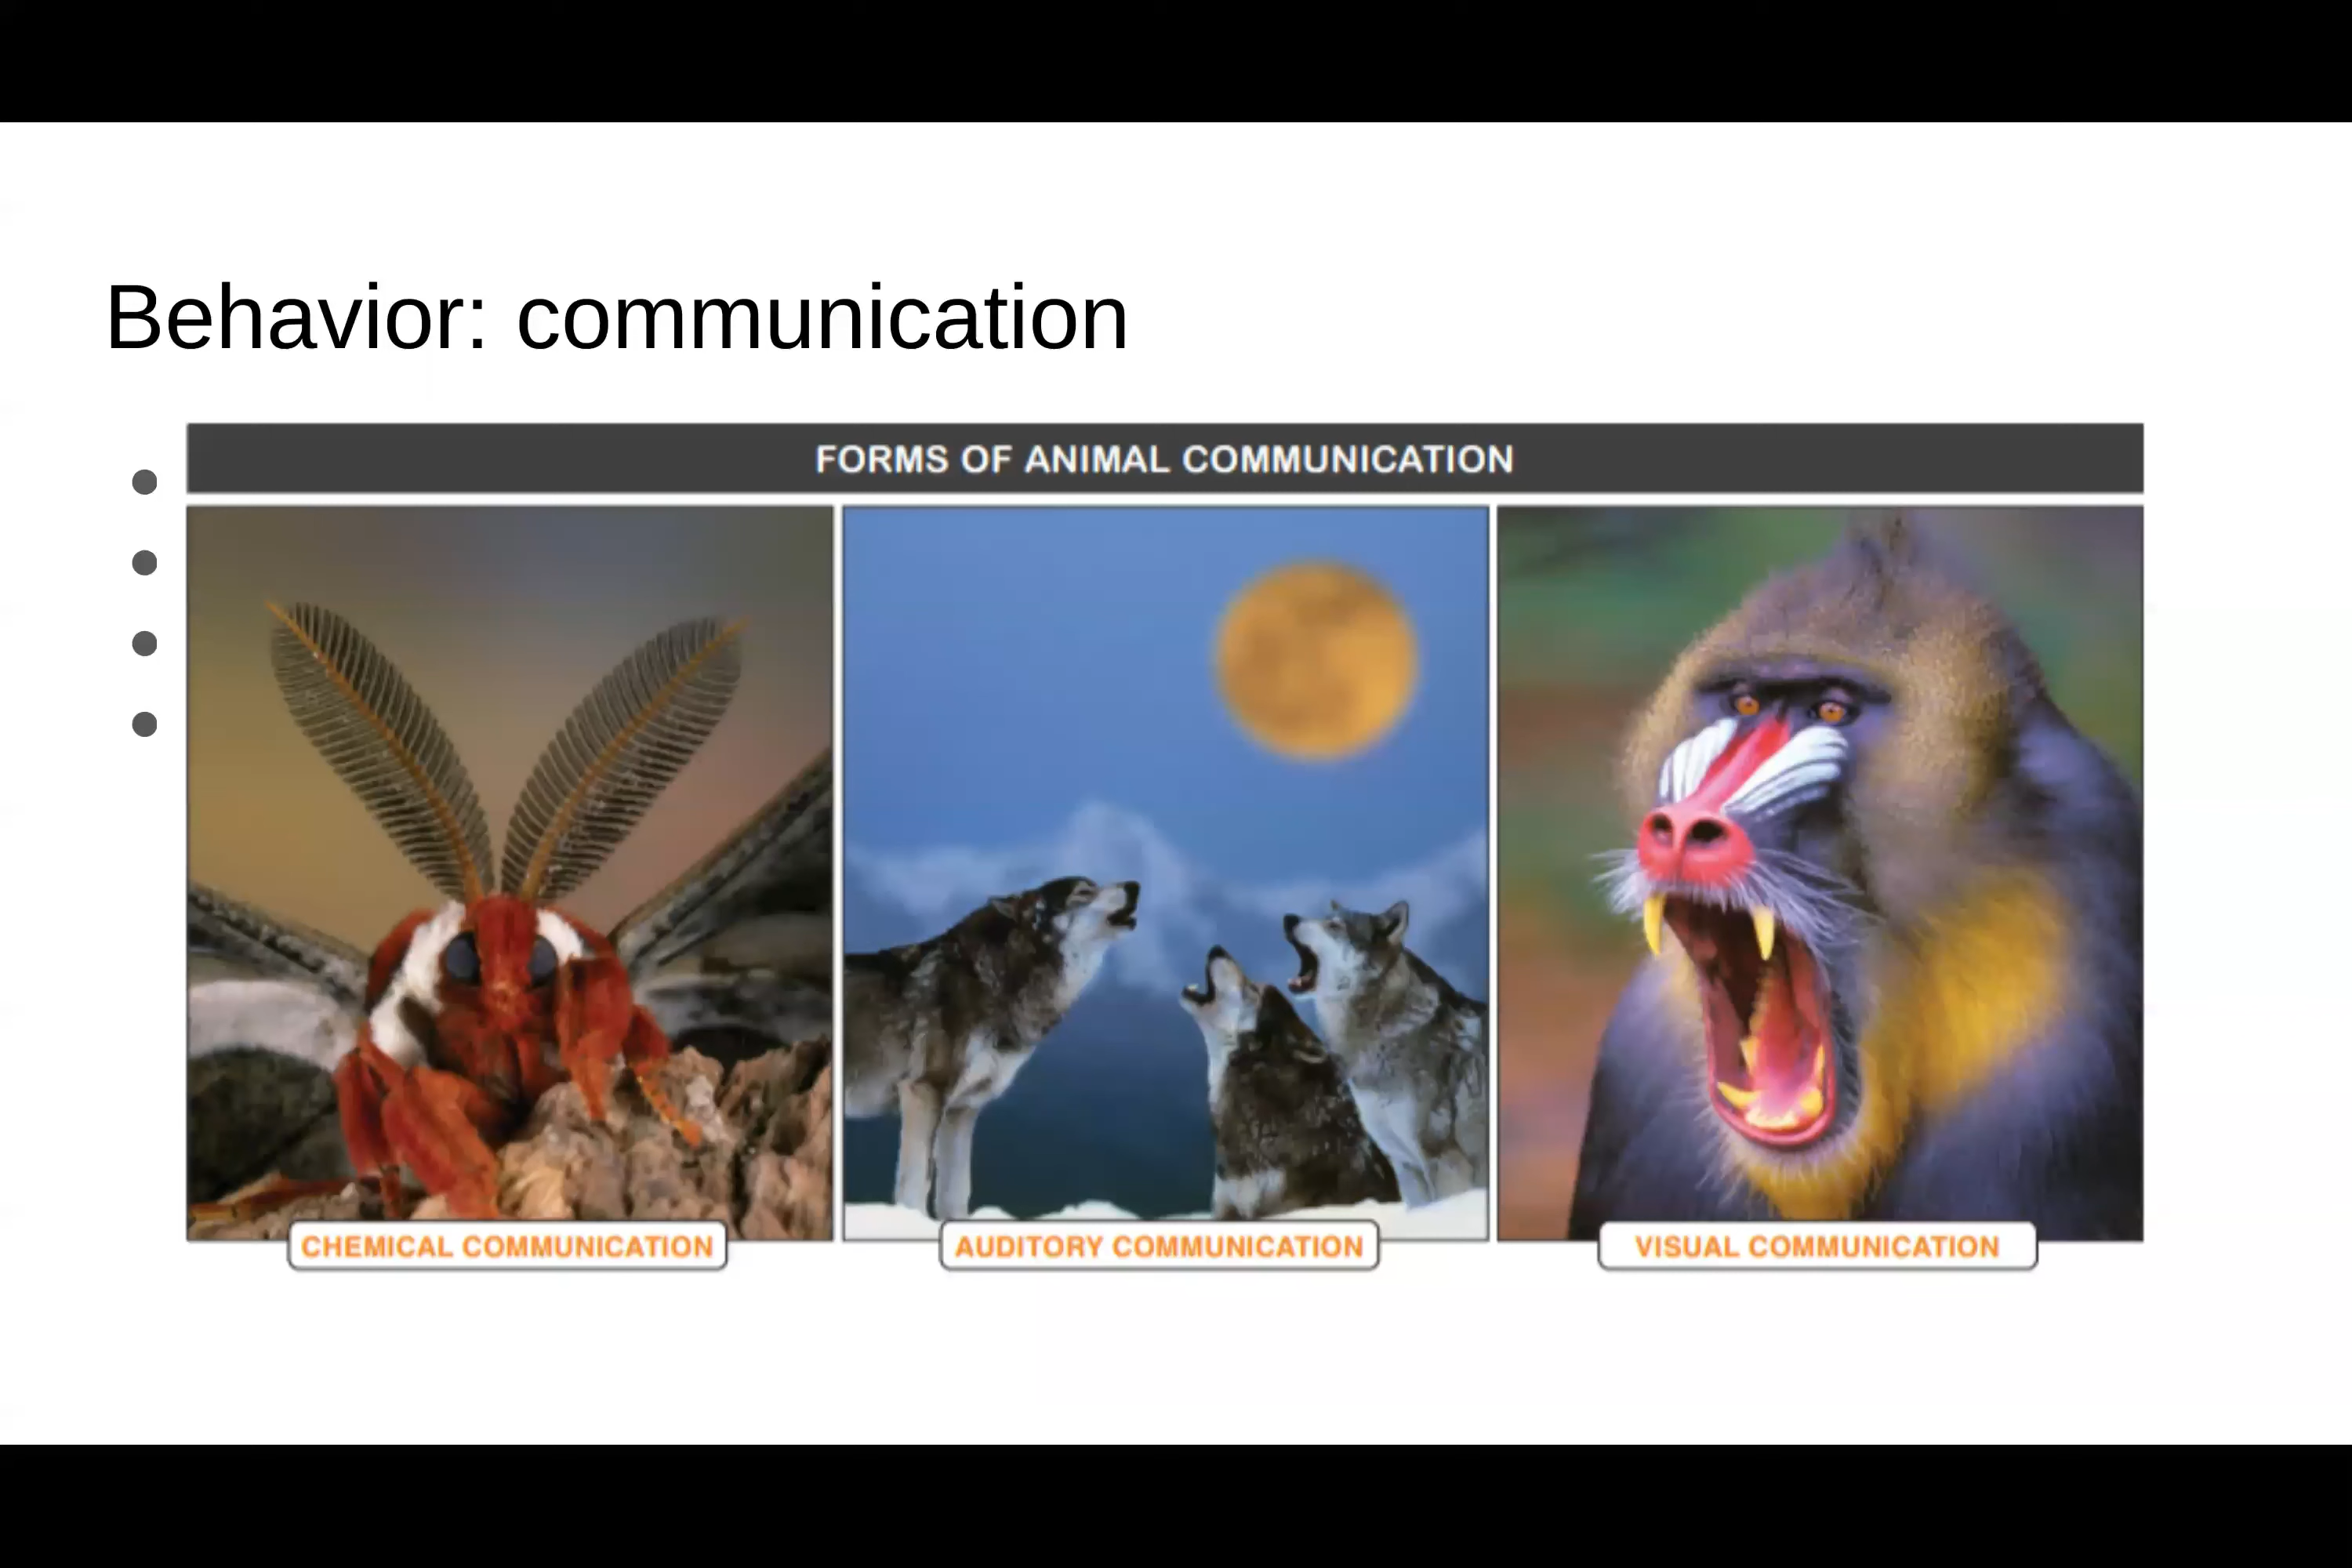 Behavior: communication
FORMS OF ANIMAL COMMUNICATION
CHEMICAL COMMUNICATION
AUDITORY COMMUNICATION
VISUAL COMMUNICATION